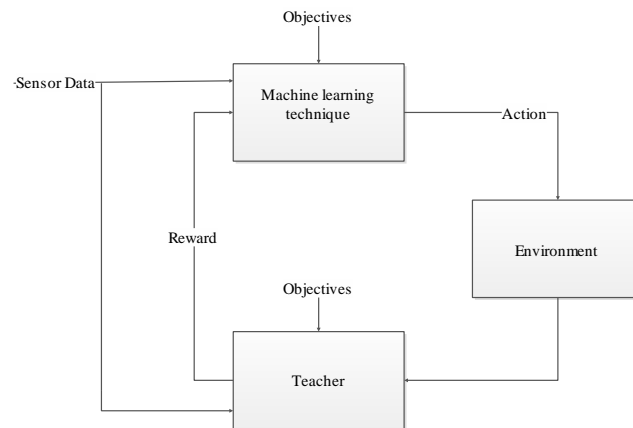 Objectives
Sensor Data
Machine learning
technique
Action
Reward
Environment
Objectives
Teacher